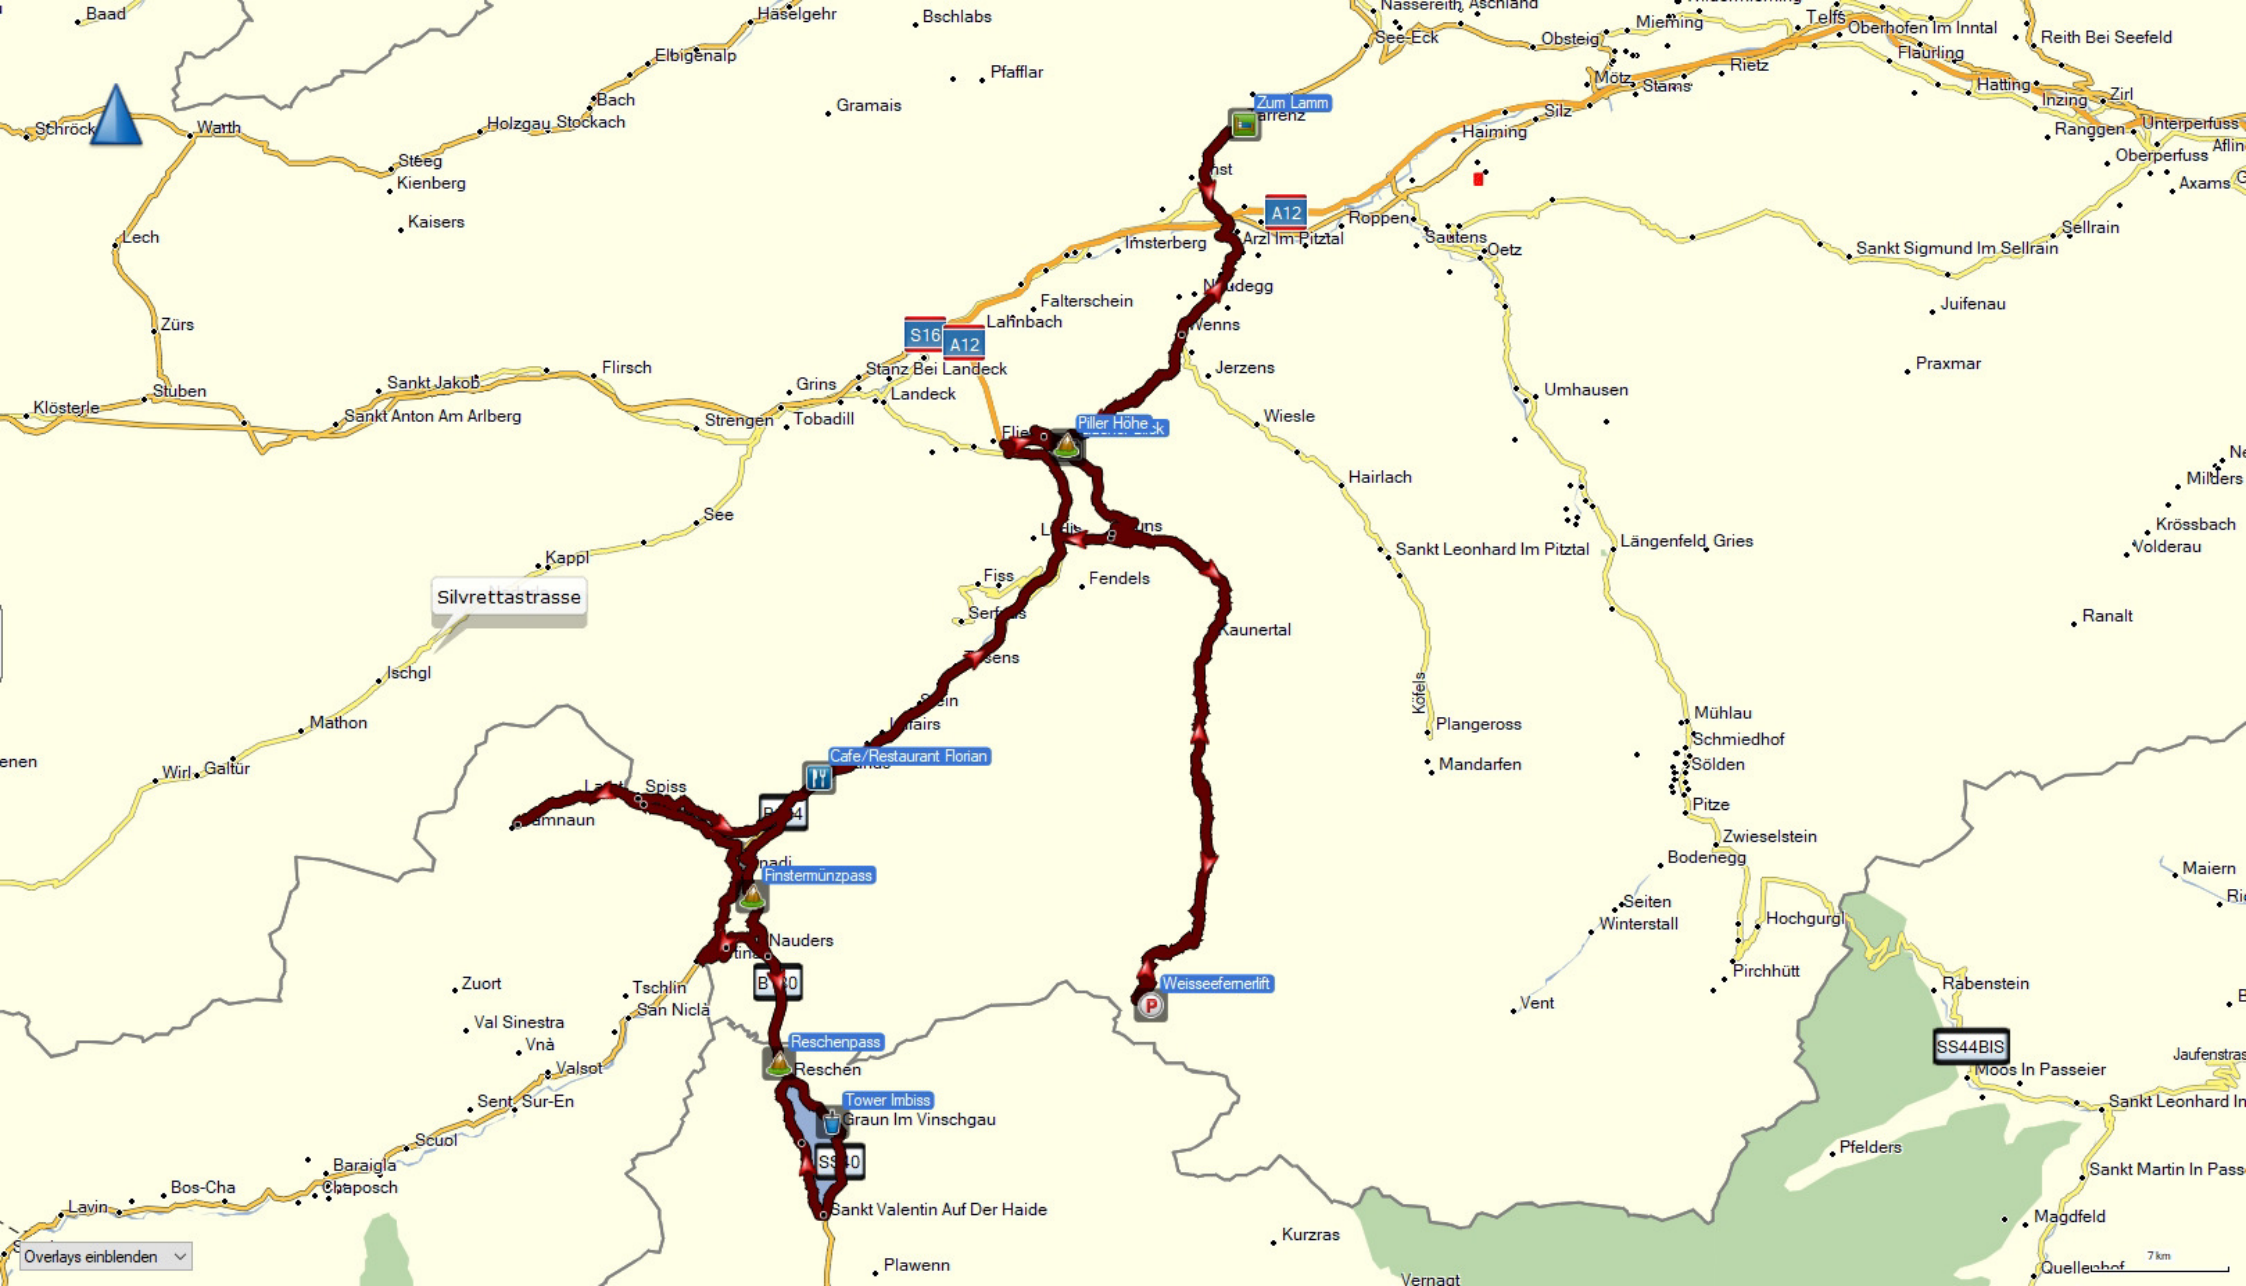 Baad
Häselgehr
Bschlabs
Nassereith
Aschland
Mieming
Telfs
Oberhofen Im Inntal
Reith Bei Seefeld
See-Eck
Obsteig
Flaurling
Elbigenalp
Pfafflar
Rietz
Mötz
Stams
Hatting
Zirl
Inzing
Bach
Gramais
Zum Lamm
Silz
Haiming
Unterperfuss
Ranggen
Schröck
Warth
Holzgau
Stockach
Oberperfuss
Axams
Steeg
Kienberg
Kaisers
A12
Roppen
Lech
Imsterberg
Arzl Im Pitztal
Sautens
Oetz
Sellrain
Sankt Sigmund Im Sellrain
Falterschein
Juifenau
Zürs
S16
A12
Lahnbach
Wenns
Flirsch
Stanz Bei Landeck
Jerzens
Praxmar
Sankt Jakob
Grins
Landeck
Umhausen
Stuben
Klösterle
Sankt Anton Am Arlberg
Strengen
Tobadill
Wiesle
Piller Höhe
Hairlach
Milders
See
Krössbach
Volderau
Kappl
Sankt Leonhard Im Pitztal
Längenfeld
Gries
Fiss
Fendels
Silvrettastrasse
Ranalt
Kaunertal
Ischgl
Köfels
Mathon
Plangeross
Mühlau
Schmiedhof
Cafe/Restaurant Florian
Wirl
Galtür
Mandarfen
Sölden
Spiss
Pitze
Zwieselstein
Bodenegg
Finstermünzpass
Maiern
Seiten
Winterstall
Hochgurgl
Nauders
Pirchhütt
Zuort
Tschlin
Weisseefernerlift
Rabenstein
San Niclà
Vent
Val Sinestra
Vnà
Reschenpass
SS44BIS
Valsot
Reschen
Moos In Passeier
Jaufenstras
Sent
Sur-En
Tower Imbiss
Graun Im Vinschgau
Sankt Leonhard In
Scuol
Pfelders
Baraigla
Sankt Martin In Pass
Bos-Cha
Chaposch
Lavin
Sankt Valentin Auf Der Haide
Magdfeld
Kurzras
Overlays einblenden
7 km
Plawenn
Quellenhof
Vernagt